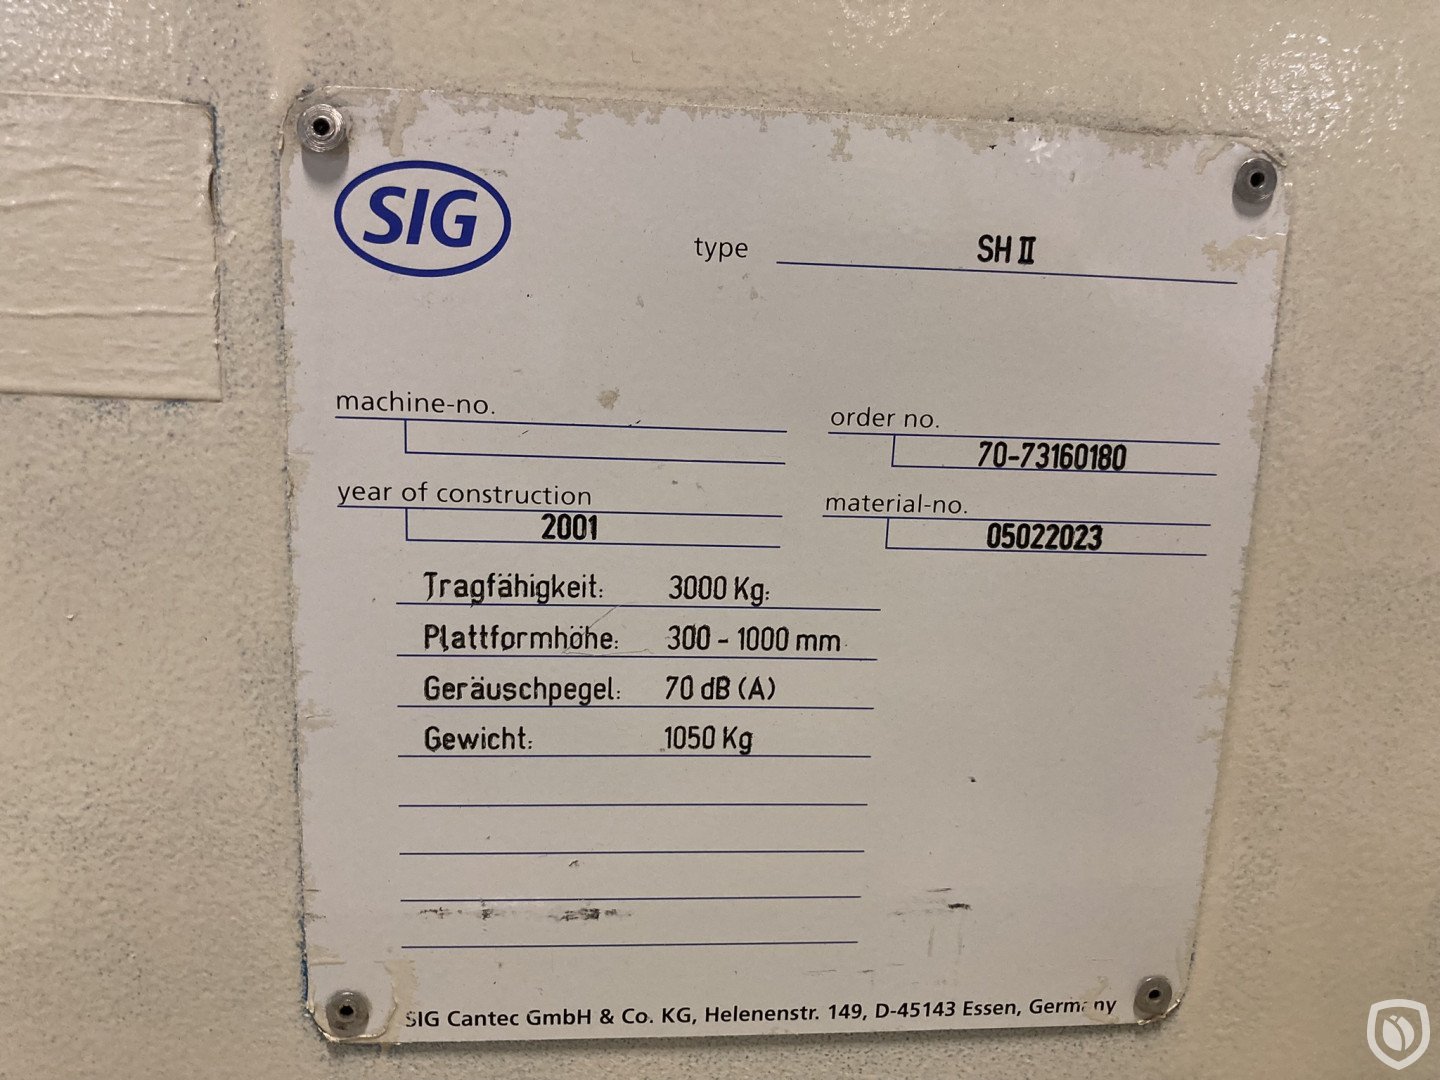 SIG
type SH II
machine-no.
order no.
70-73160180
year of construction
2001
material-no.
05022023
Tragfähigkeit: 3000 Kg:
Plattformhöhe: 300 - 1000 mm
Geräuschpegel: 70 dB (A)
Gewicht: 1050 Kg
SIG Cantec GmbH & Co. KG, Helenenstr. 149, D-45143 Essen, Germany